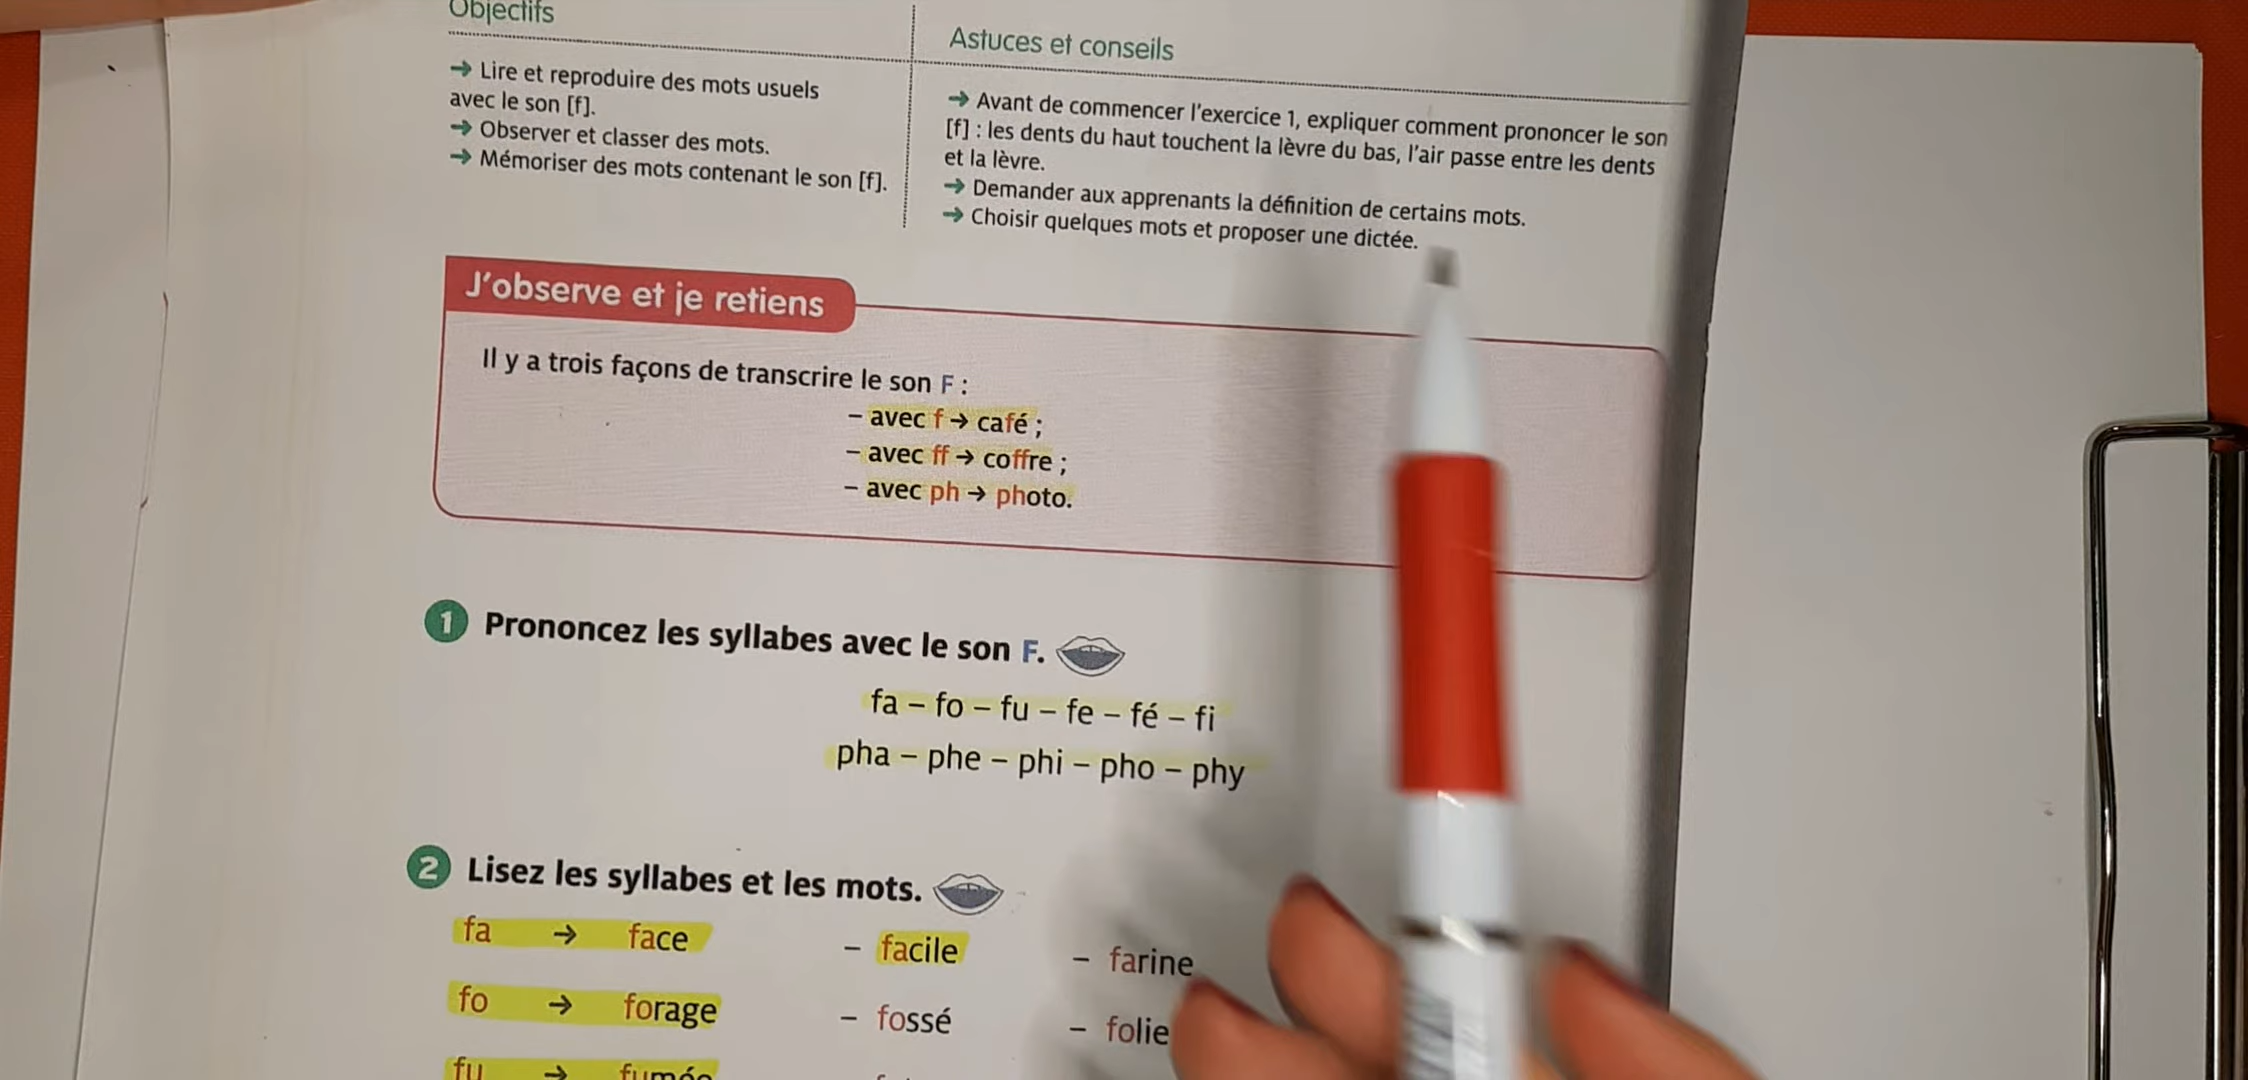 Objectifs
→ Lire et reproduire des mots usuels
avec le son [f].
→ Observer et classer des mots.
→ Mémoriser des mots contenant le son [f].
Astuces et conseils
→ Avant de commencer l'exercice 1, expliquer comment prononcer le son
[f] : les dents du haut touchent la lèvre du bas, l'air passe entre les dents
et la lèvre.
→ Demander aux apprenants la définition de certains mots.
→ Choisir quelques mots et proposer une dictée.
J'observe et je retiens
Il y a trois façons de transcrire le son F :
– avec f → café ;
– avec ff → coffre ;
– avec ph → photo.
1 Prononcez les syllabes avec le son F.
fa – fo – fu – fe – fé – fi
pha – phe – phi – pho – phy
2 Lisez les syllabes et les mots.
fa → face – facile – farine
fo → forage – fossé – folie
fu → fumée